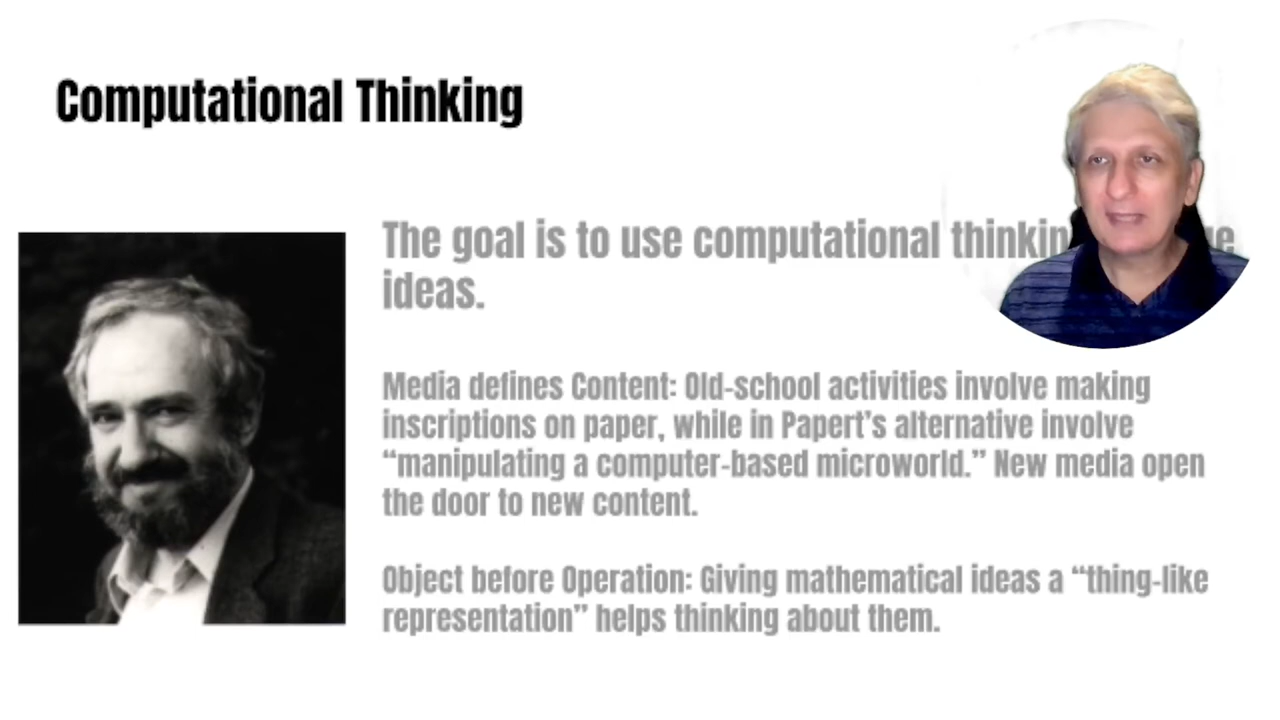 Computational Thinking
The goal is to use computational
ideas.
Media defines Content: Old-school activities involve making
inscriptions on paper, while in Papert’s alternative involve
“manipulating a computer-based microworld.” New media open
the door to new content.
Object before Operation: Giving mathematical ideas a “thing-like
representation” helps thinking about them.